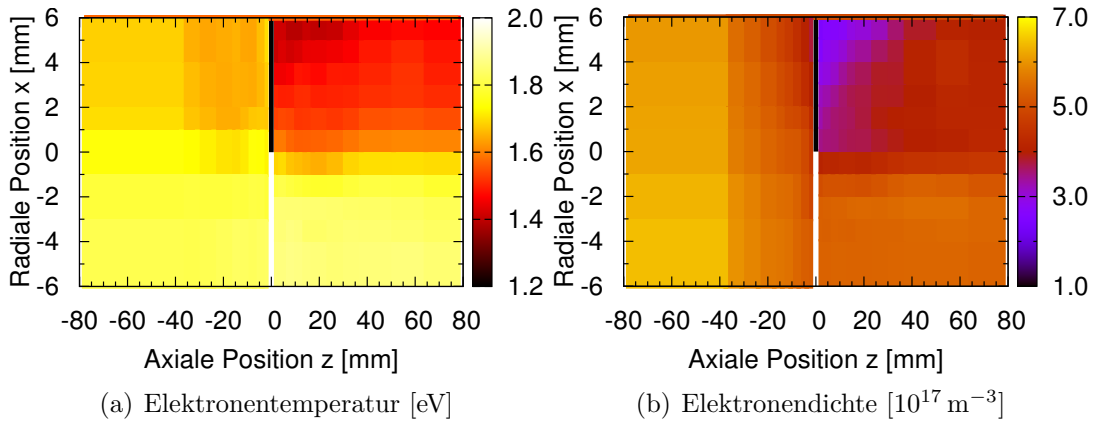 6
4
2
0
-2
-4
-6
Radiale Position x [mm]
-80 -60 -40 -20 0 20 40 60 80
Axiale Position z [mm]
2.0
1.8
1.6
1.4
1.2
(a) Elektronentemperatur [eV]
6
4
2
0
-2
-4
-6
Radiale Position x [mm]
-80 -60 -40 -20 0 20 40 60 80
Axiale Position z [mm]
7.0
5.0
3.0
1.0
(b) Elektronendichte [10¹⁷ m⁻³]